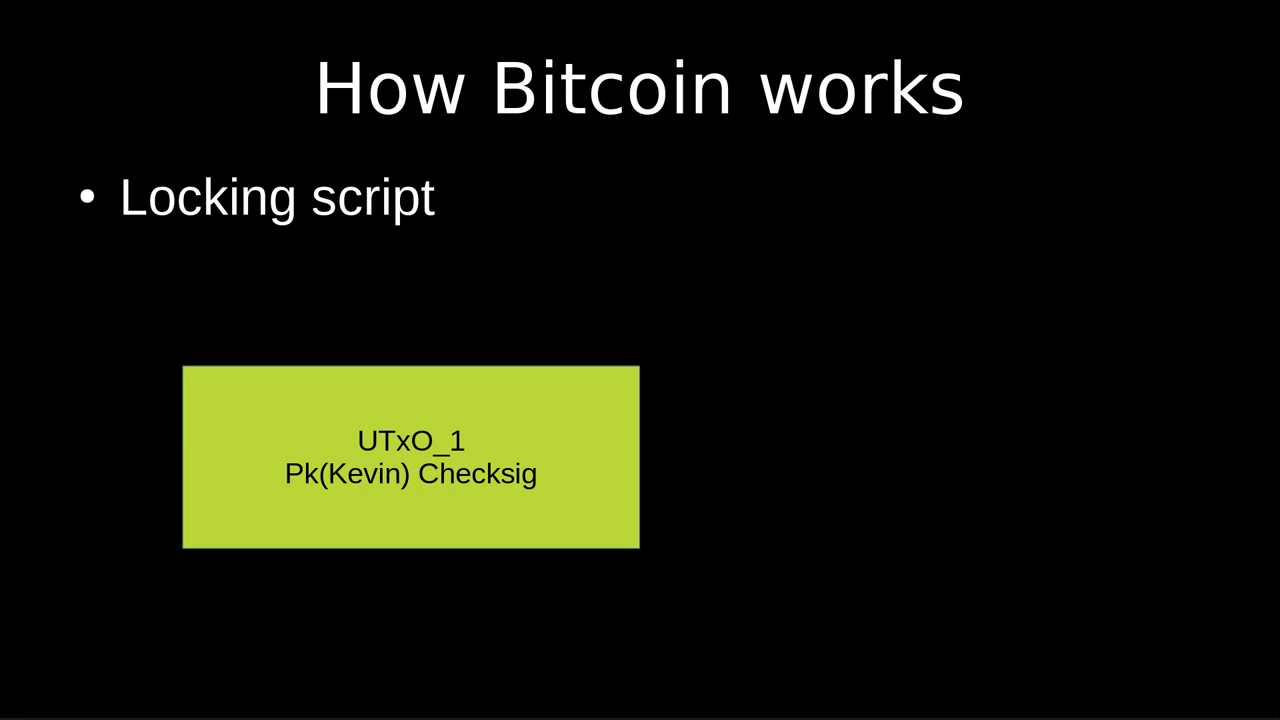 How Bitcoin works
• Locking script
UTxO_1
Pk(Kevin) Checksig